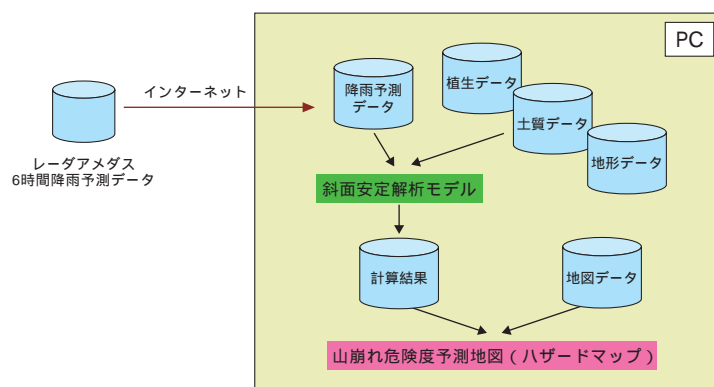 PC
インターネット
降雨予測
データ
植生データ
土質データ
地形データ
レーダアメダス
6時間降雨予測データ
斜面安定解析モデル
計算結果
地図データ
山崩れ危険度予測地図(ハザードマップ)